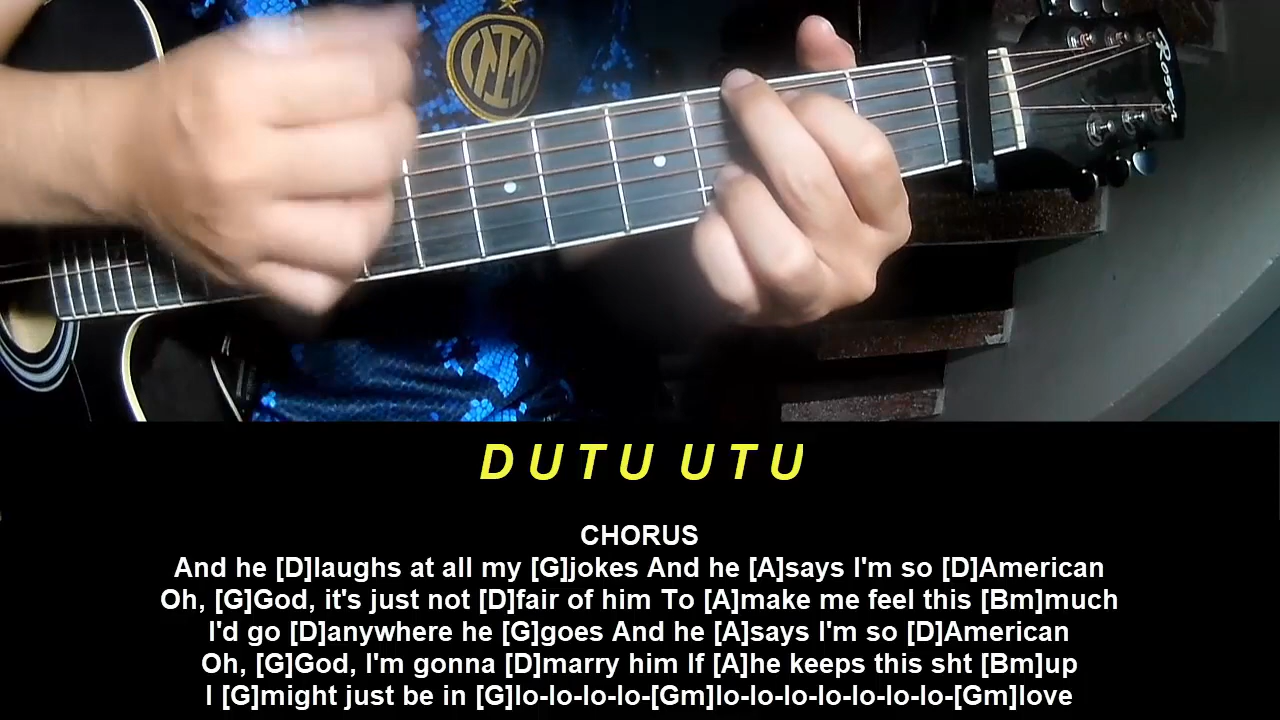 Rosen
D U T U U T U
CHORUS
And he [D]laughs at all my [G]jokes And he [A]says I'm so [D]American
Oh, [G]God, it's just not [D]fair of him To [A]make me feel this [Bm]much
I'd go [D]anywhere he [G]goes And he [A]says I'm so [D]American
Oh, [G]God, I'm gonna [D]marry him If [A]he keeps this sht [Bm]up
I [G]might just be in [G]lo-lo-lo-lo-[Gm]lo-lo-lo-lo-lo-lo-lo-[Gm]love